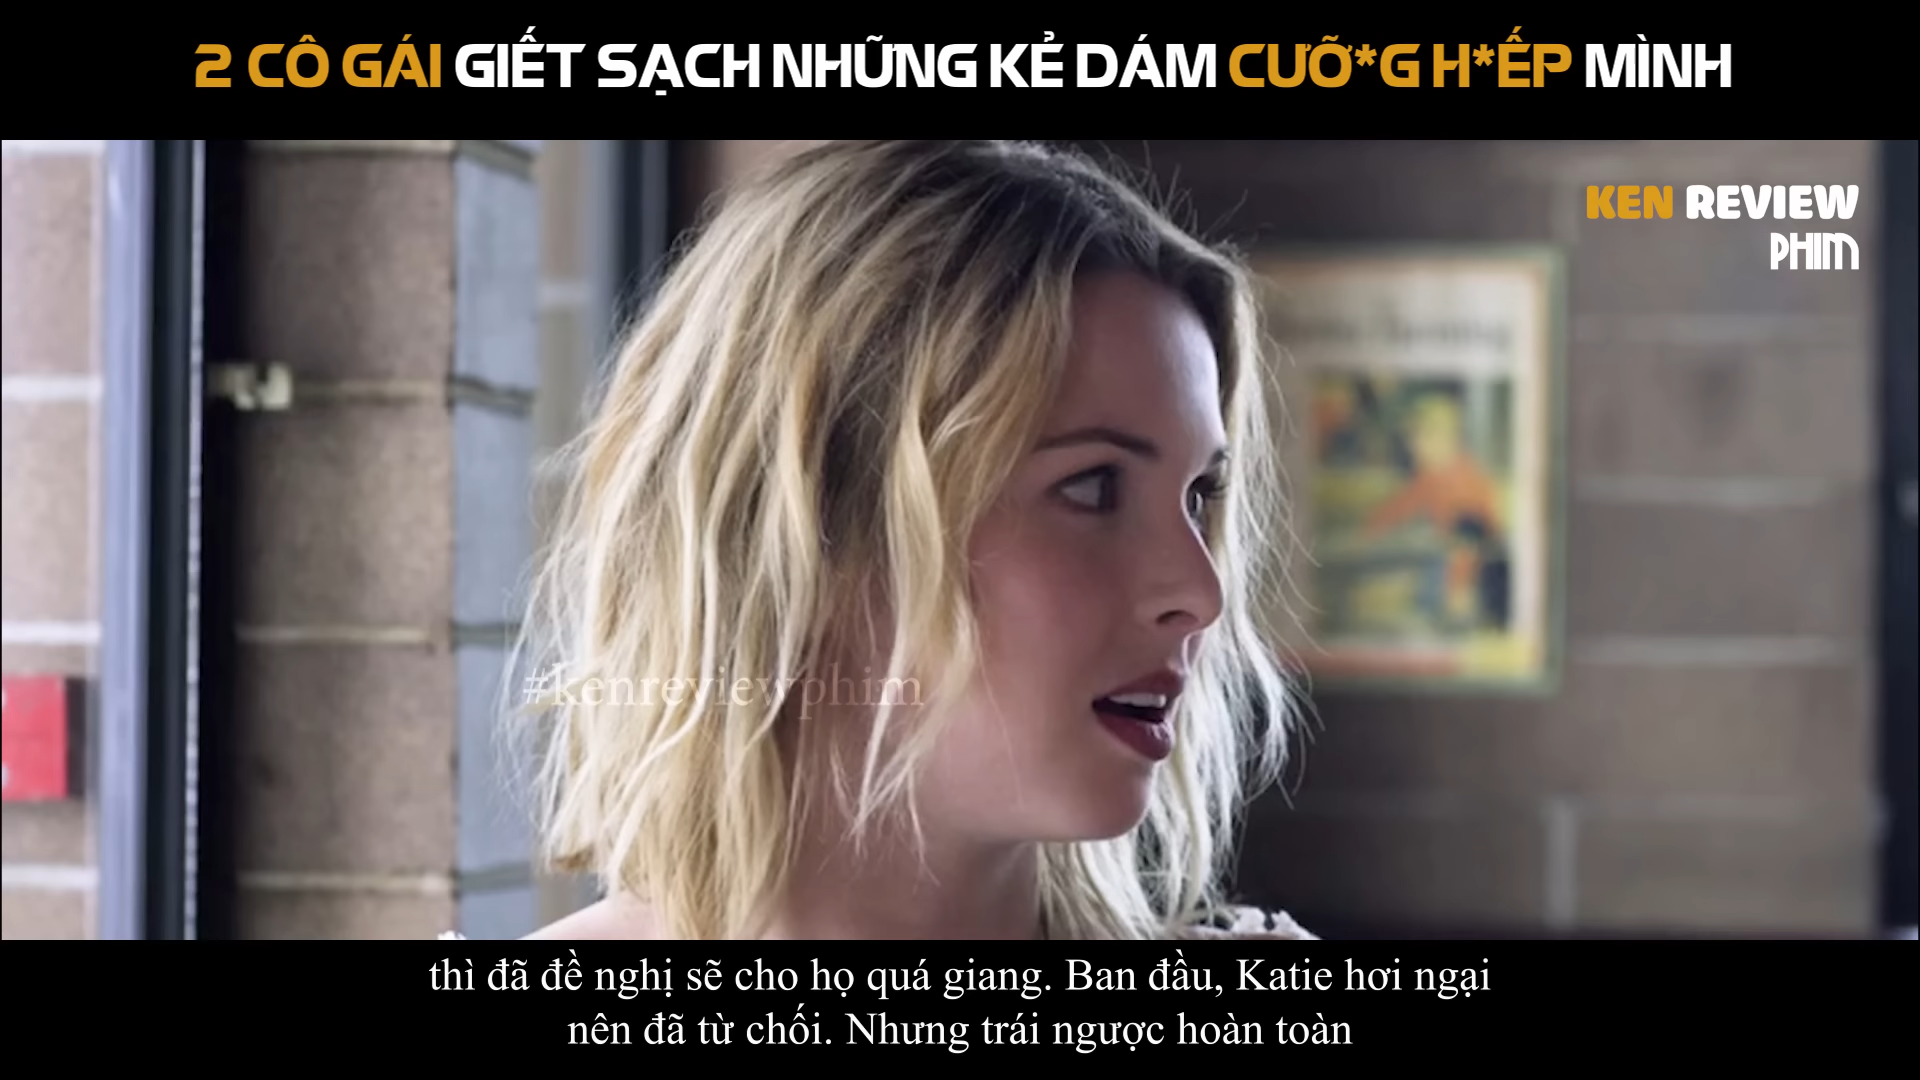 2 CÔ GÁI GIẾT SẠCH NHỮNG KẺ DÁM CƯỠ*G H*ẾP MÌNH
KEN REVIEW
PHIM
#kenreviewphim
thì đã đề nghị sẽ cho họ quá giang. Ban đầu, Katie hơi ngại
nên đã từ chối. Nhưng trái ngược hoàn toàn